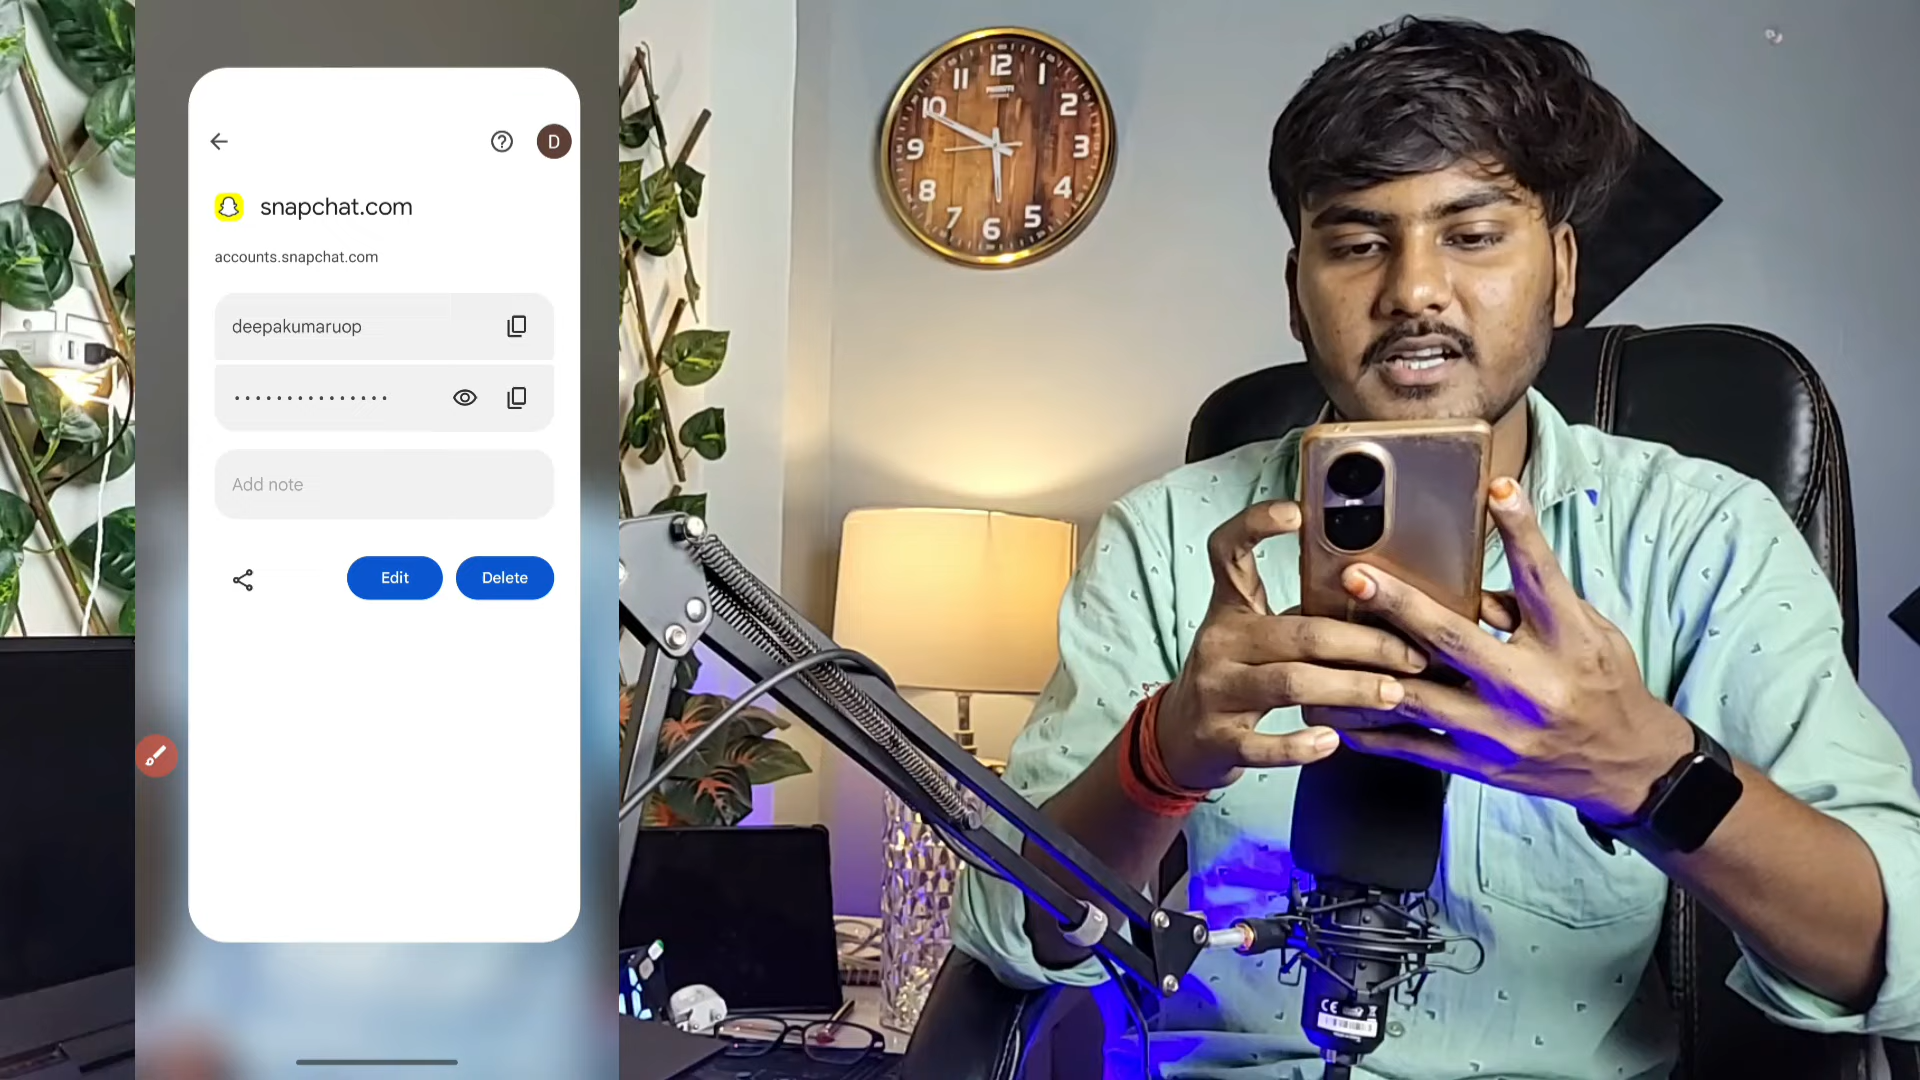 D
snapchat.com
accounts.snapchat.com
deepakumaruop
•••••••••••••••
Add note
Edit
Delete
12
1
2
3
4
5
6
7
8
9
10
11
CE